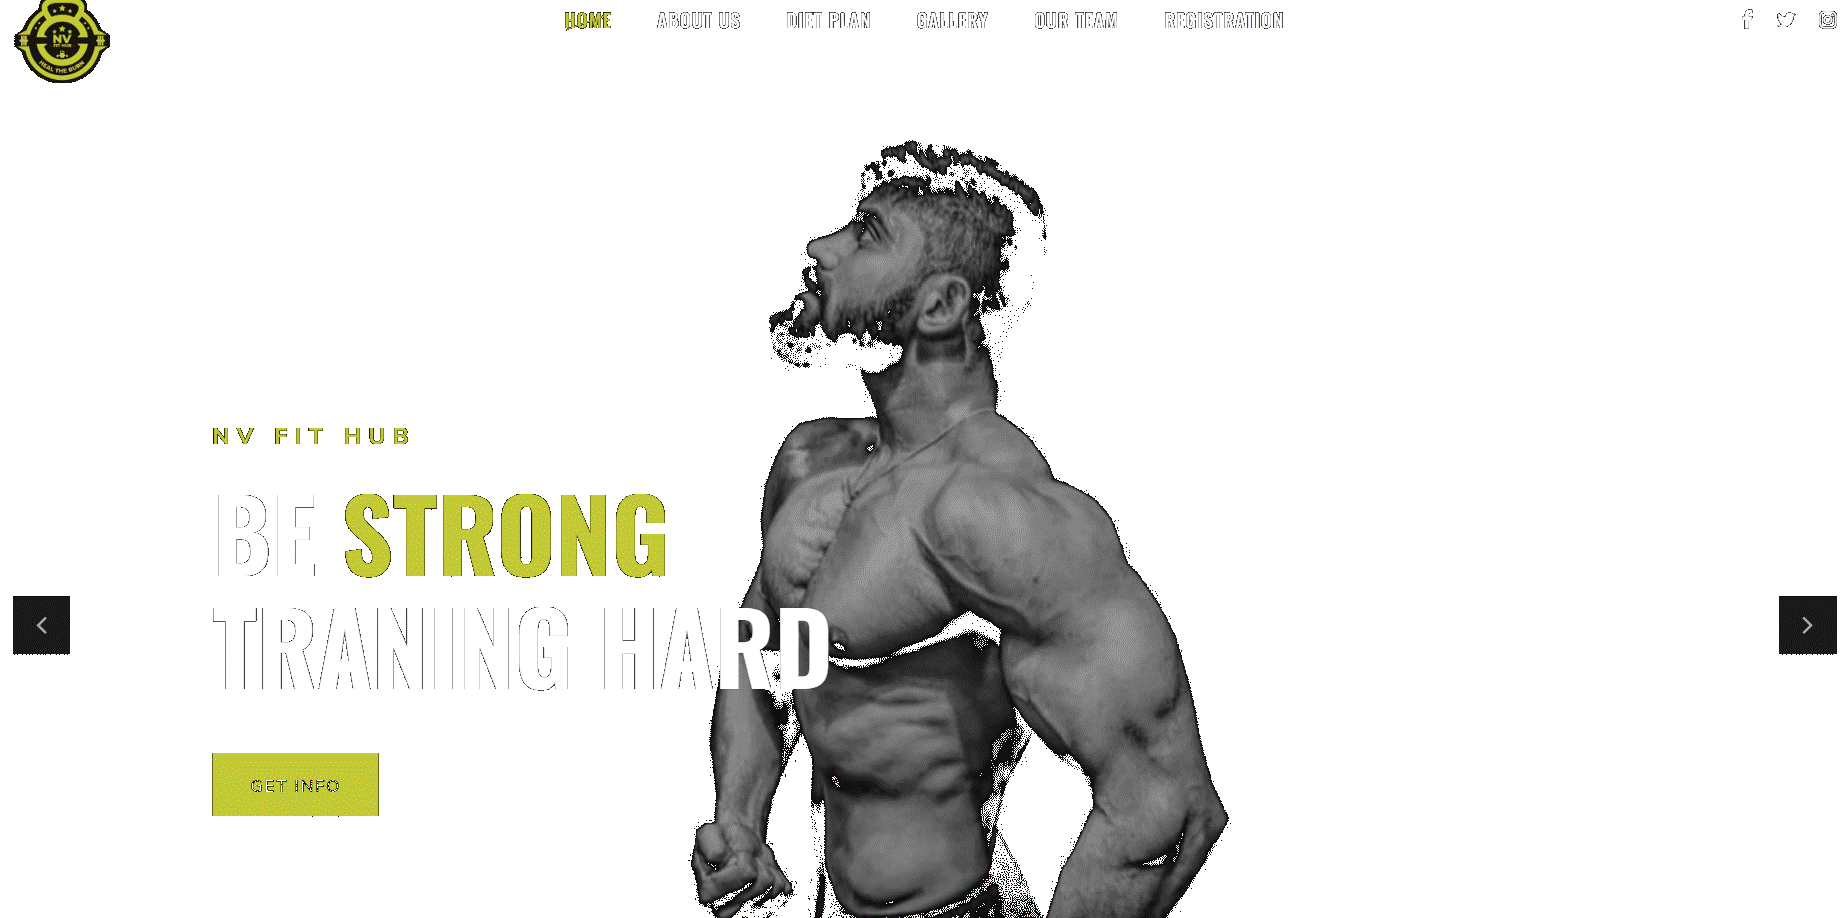 NV
FIT HUB
HEAL THE BURN
HOME ABOUT US DIET PLAN GALLERY OUR TEAM REGISTRATION
NV FIT HUB
BE STRONG
TRANING HARD
GET INFO